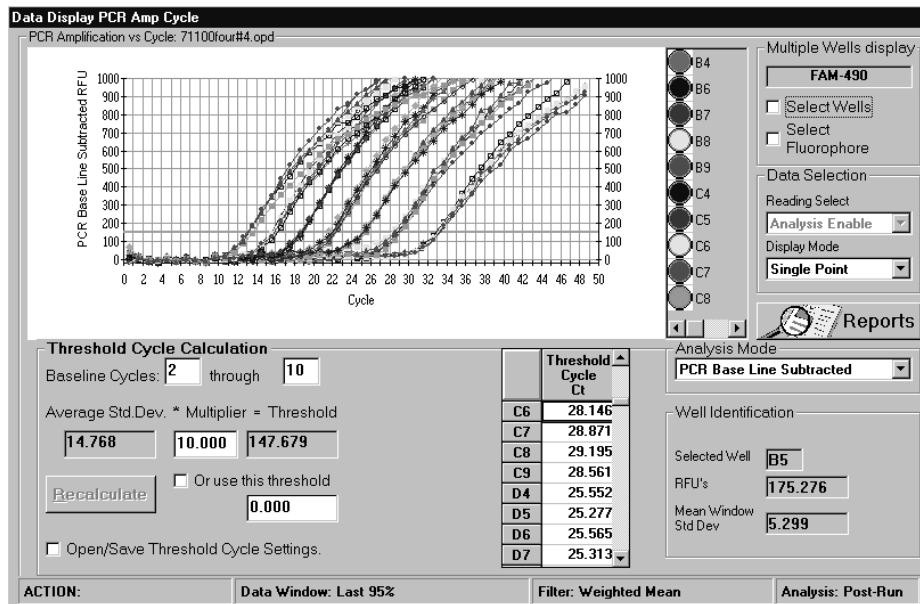 Data Display PCR Amp Cycle
PCR Amplification vs Cycle: 71100four#4.opd
PCR Base Line Subtracted RFU
1000
900
800
700
600
500
400
300
200
100
0
1000
900
800
700
600
500
400
300
200
100
0
0 2 4 6 8 10 12 14 16 18 20 22 24 26 28 30 32 34 36 38 40 42 44 46 48 50
Cycle
B4
B6
B7
B8
B9
C4
C5
C6
C7
C8
Multiple Wells display
FAM-490
Select Wells
Select
Fluorophore
Data Selection
Reading Select
Analysis Enable
Display Mode
Single Point
Reports
Threshold Cycle Calculation
Baseline Cycles: 2 through 10
Average Std.Dev. * Multiplier = Threshold
14.768 10.000 147.679
Recalculate
Or use this threshold
0.000
Open/Save Threshold Cycle Settings.
Threshold
Cycle
Ct
C6 28.146
C7 28.871
C8 29.195
C9 28.561
D4 25.552
D5 25.277
D6 25.565
D7 25.313
Analysis Mode
PCR Base Line Subtracted
Well Identification
Selected Well B5
RFU's 175.276
Mean Window
Std Dev 5.299
ACTION: Data Window: Last 95% Filter: Weighted Mean Analysis: Post-Run